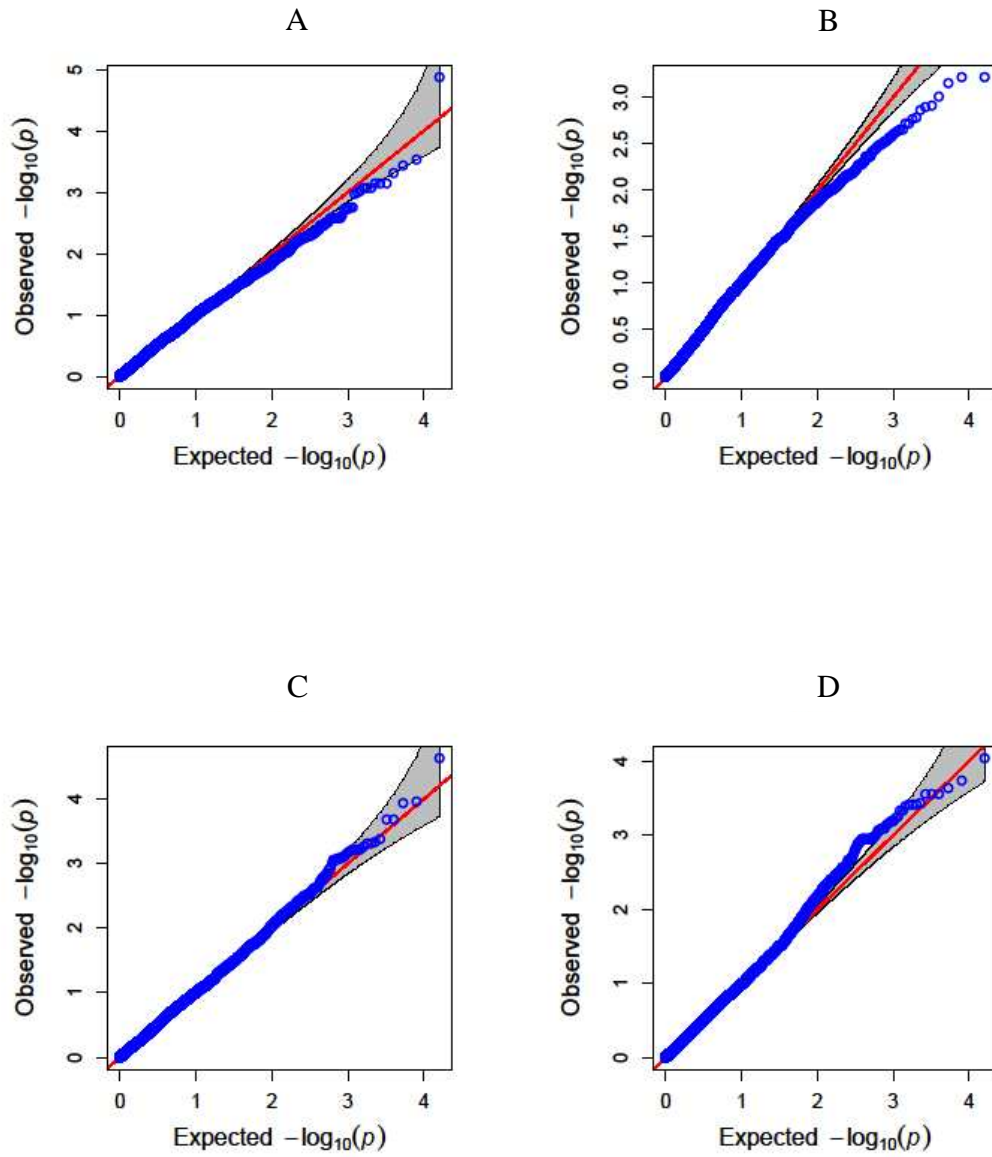 A
Observed −log₁₀(p)
0 1 2 3 4 5
0 1 2 3 4
Expected −log₁₀(p)
B
Observed −log₁₀(p)
0.0 0.5 1.0 1.5 2.0 2.5 3.0
0 1 2 3 4
Expected −log₁₀(p)
C
Observed −log₁₀(p)
0 1 2 3 4
0 1 2 3 4
Expected −log₁₀(p)
D
Observed −log₁₀(p)
0 1 2 3 4
0 1 2 3 4
Expected −log₁₀(p)